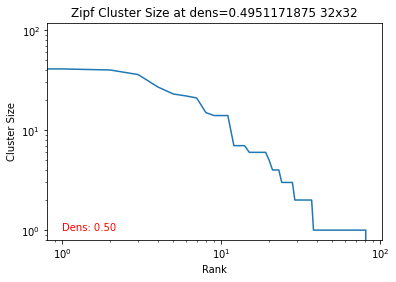 Zipf Cluster Size at dens=0.4951171875 32x32
Cluster Size
10²
10¹
10⁰
Dens: 0.50
10⁰ 10¹ 10²
Rank